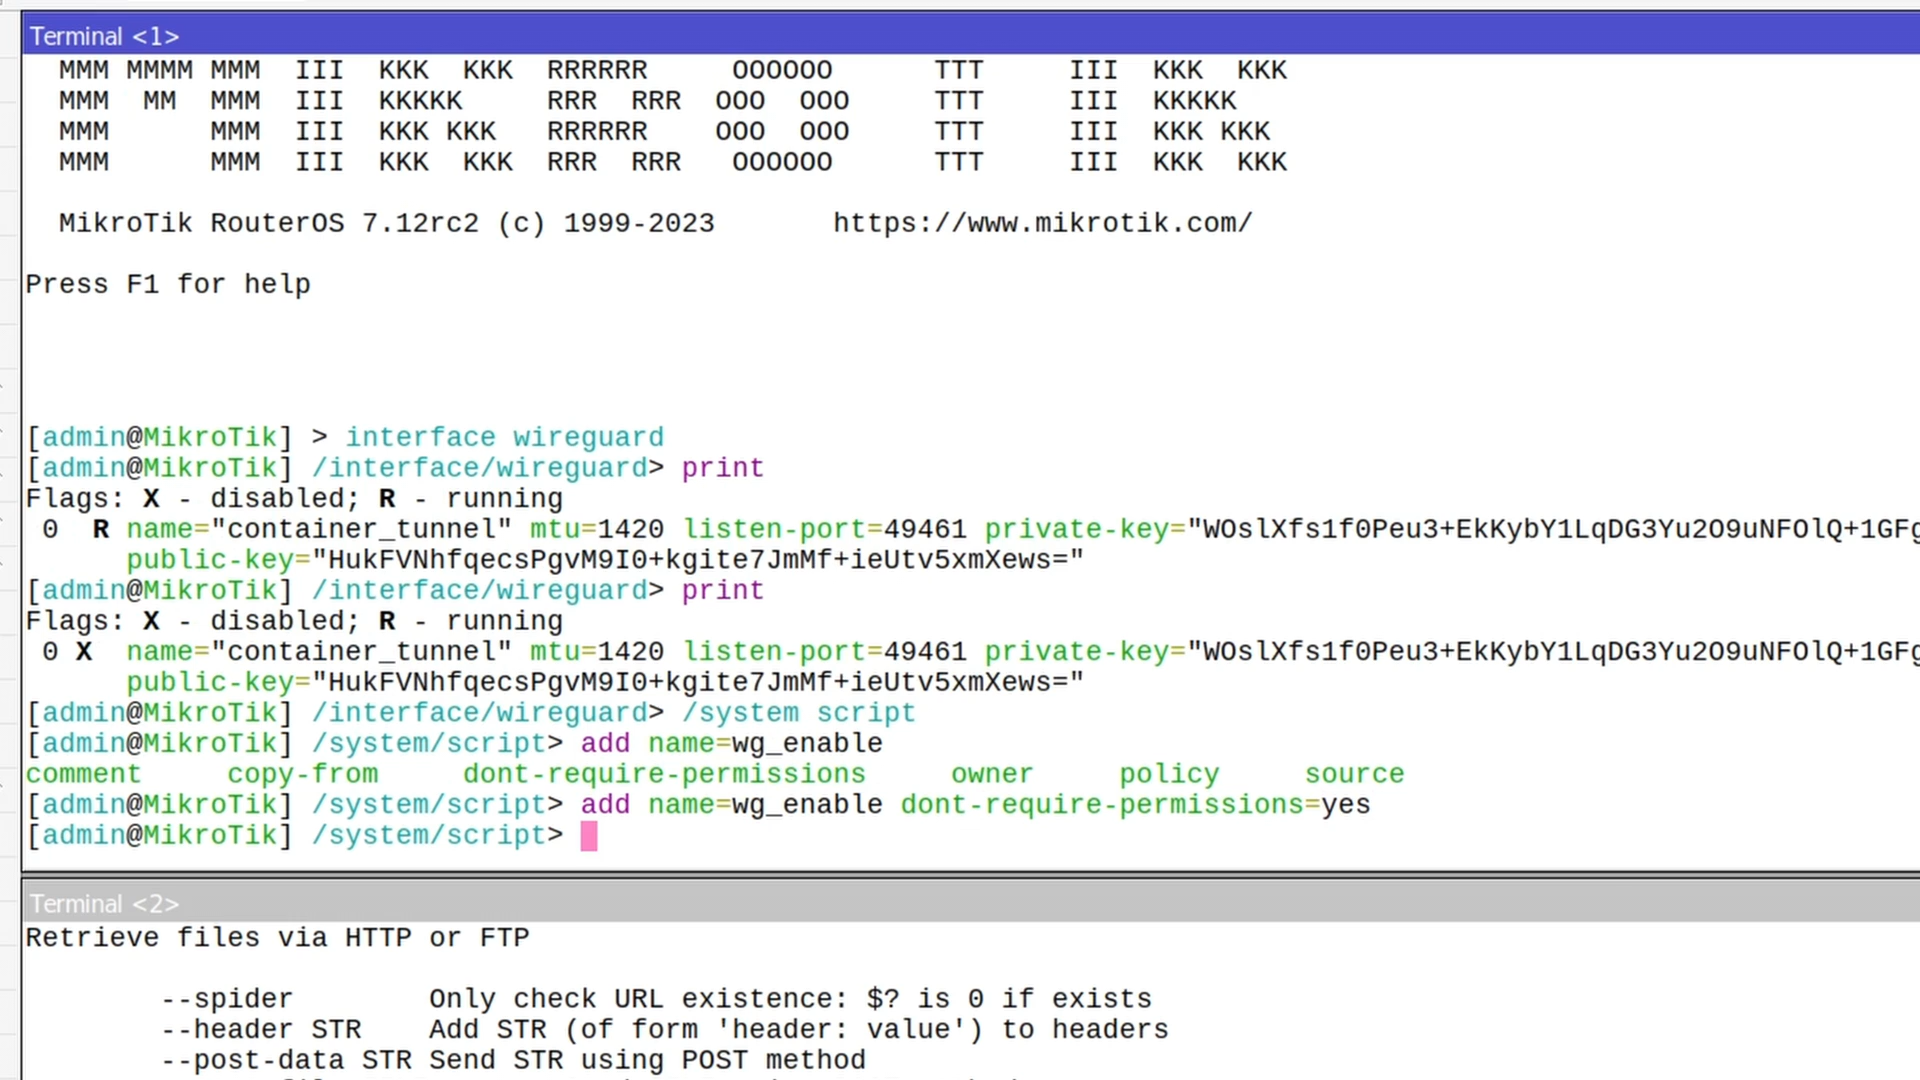 Terminal <1>
MMM MMMM MMM  III  KKK  KKK  RRRRRR     OOOOOO      TTT     III  KKK  KKK
MMM  MM  MMM  III  KKKKK     RRR  RRR  OOO  OOO     TTT     III  KKKKK
MMM      MMM  III  KKK KKK   RRRRRR    OOO  OOO     TTT     III  KKK KKK
MMM      MMM  III  KKK  KKK  RRR  RRR   OOOOOO      TTT     III  KKK  KKK
MikroTik RouterOS 7.12rc2 (c) 1999-2023       https://www.mikrotik.com/
Press F1 for help
[admin@MikroTik] > interface wireguard
[admin@MikroTik] /interface/wireguard> print
Flags: X - disabled; R - running
0  R name="container_tunnel" mtu=1420 listen-port=49461 private-key="WOslXfs1f0Peu3+EkKybY1LqDG3Yu2O9uNFOlQ+1GFg
public-key="HukFVNhfqecsPgvM9I0+kgite7JmMf+ieUtv5xmXews="
[admin@MikroTik] /interface/wireguard> print
Flags: X - disabled; R - running
0 X  name="container_tunnel" mtu=1420 listen-port=49461 private-key="WOslXfs1f0Peu3+EkKybY1LqDG3Yu2O9uNFOlQ+1GFg
public-key="HukFVNhfqecsPgvM9I0+kgite7JmMf+ieUtv5xmXews="
[admin@MikroTik] /interface/wireguard> /system script
[admin@MikroTik] /system/script> add name=wg_enable
comment     copy-from     dont-require-permissions     owner     policy     source
[admin@MikroTik] /system/script> add name=wg_enable dont-require-permissions=yes
[admin@MikroTik] /system/script>
Terminal <2>
Retrieve files via HTTP or FTP
--spider        Only check URL existence: $? is 0 if exists
--header STR    Add STR (of form 'header: value') to headers
--post-data STR Send STR using POST method